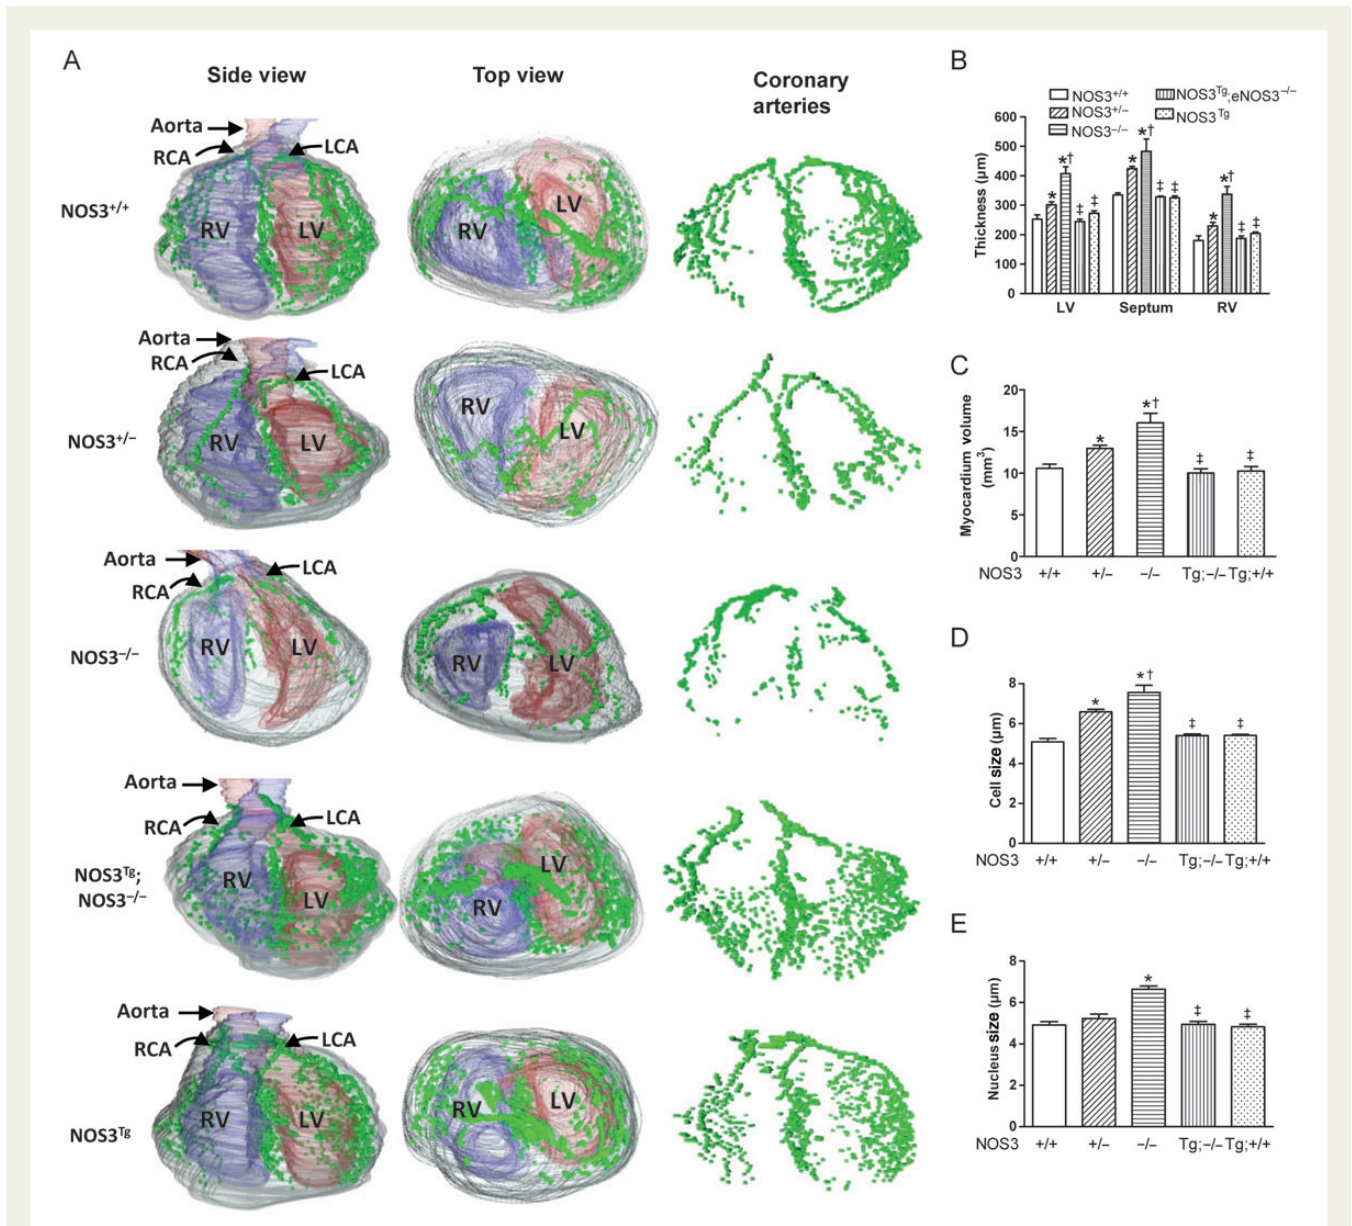 A
Side view
Top view
Coronary
arteries
Aorta
RCA
LCA
NOS3+/+
RV
LV
RV
LV
Aorta
RCA
LCA
NOS3+/−
RV
LV
RV
LV
Aorta
RCA
LCA
NOS3−/−
RV
LV
RV
LV
Aorta
RCA
LCA
NOS3Tg;
NOS3−/−
RV
LV
RV
LV
Aorta
RCA
LCA
NOS3Tg
RV
LV
RV
LV
B
NOS3+/+
NOS3+/−
NOS3−/−
NOS3Tg;eNOS3−/−
NOS3Tg
Thickness (μm)
600
500
400
300
200
100
0
* *† ‡ ‡
* *† ‡ ‡
* *† ‡ ‡
LV Septum RV
C
Myocardium volume
(mm3)
20
15
10
5
0
* *† ‡ ‡
NOS3 +/+ +/− −/− Tg;−/− Tg;+/+
D
Cell size (μm)
8
6
4
2
0
* *† ‡ ‡
NOS3 +/+ +/− −/− Tg;−/− Tg;+/+
E
Nucleus size (μm)
8
6
4
2
0
* ‡ ‡
NOS3 +/+ +/− −/− Tg;−/− Tg;+/+